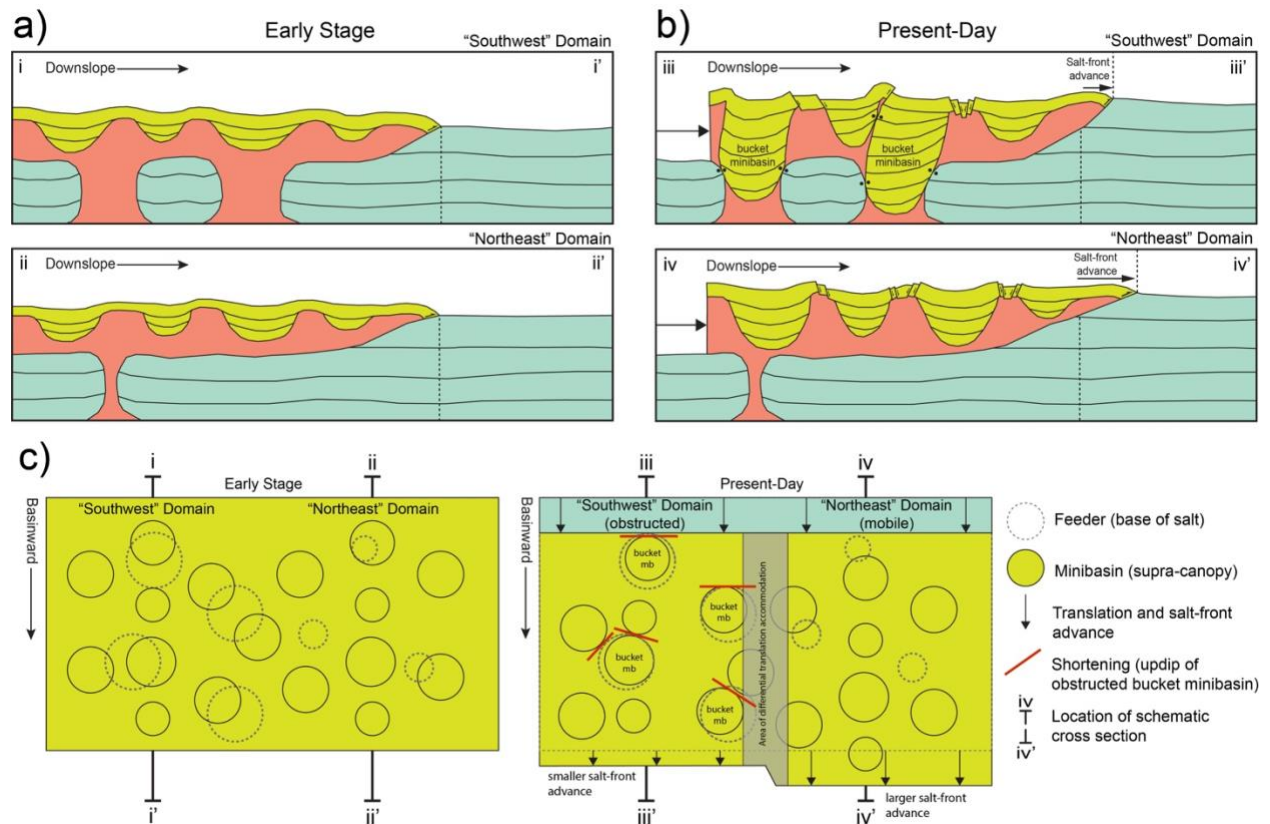 a)
Early Stage
"Southwest" Domain
i
Downslope
i'
"Northeast" Domain
ii
Downslope
ii'
b)
Present-Day
"Southwest" Domain
iii
Downslope
Salt-front
advance
iii'
bucket
minibasin
bucket
minibasin
"Northeast" Domain
iv
Downslope
Salt-front
advance
iv'
c)
i
ii
Early Stage
Basinward
"Southwest" Domain
"Northeast" Domain
i'
ii'
iii
iv
Present-Day
Basinward
"Southwest" Domain
(obstructed)
"Northeast" Domain
(mobile)
bucket
mb
bucket
mb
bucket
mb
bucket
mb
Area of differential translation accommodation
smaller salt-front
advance
larger salt-front
advance
iii'
iv'
Feeder (base of salt)
Minibasin (supra-canopy)
Translation and salt-front
advance
Shortening (updip of
obstructed bucket minibasin)
iv
iv'
Location of schematic
cross section